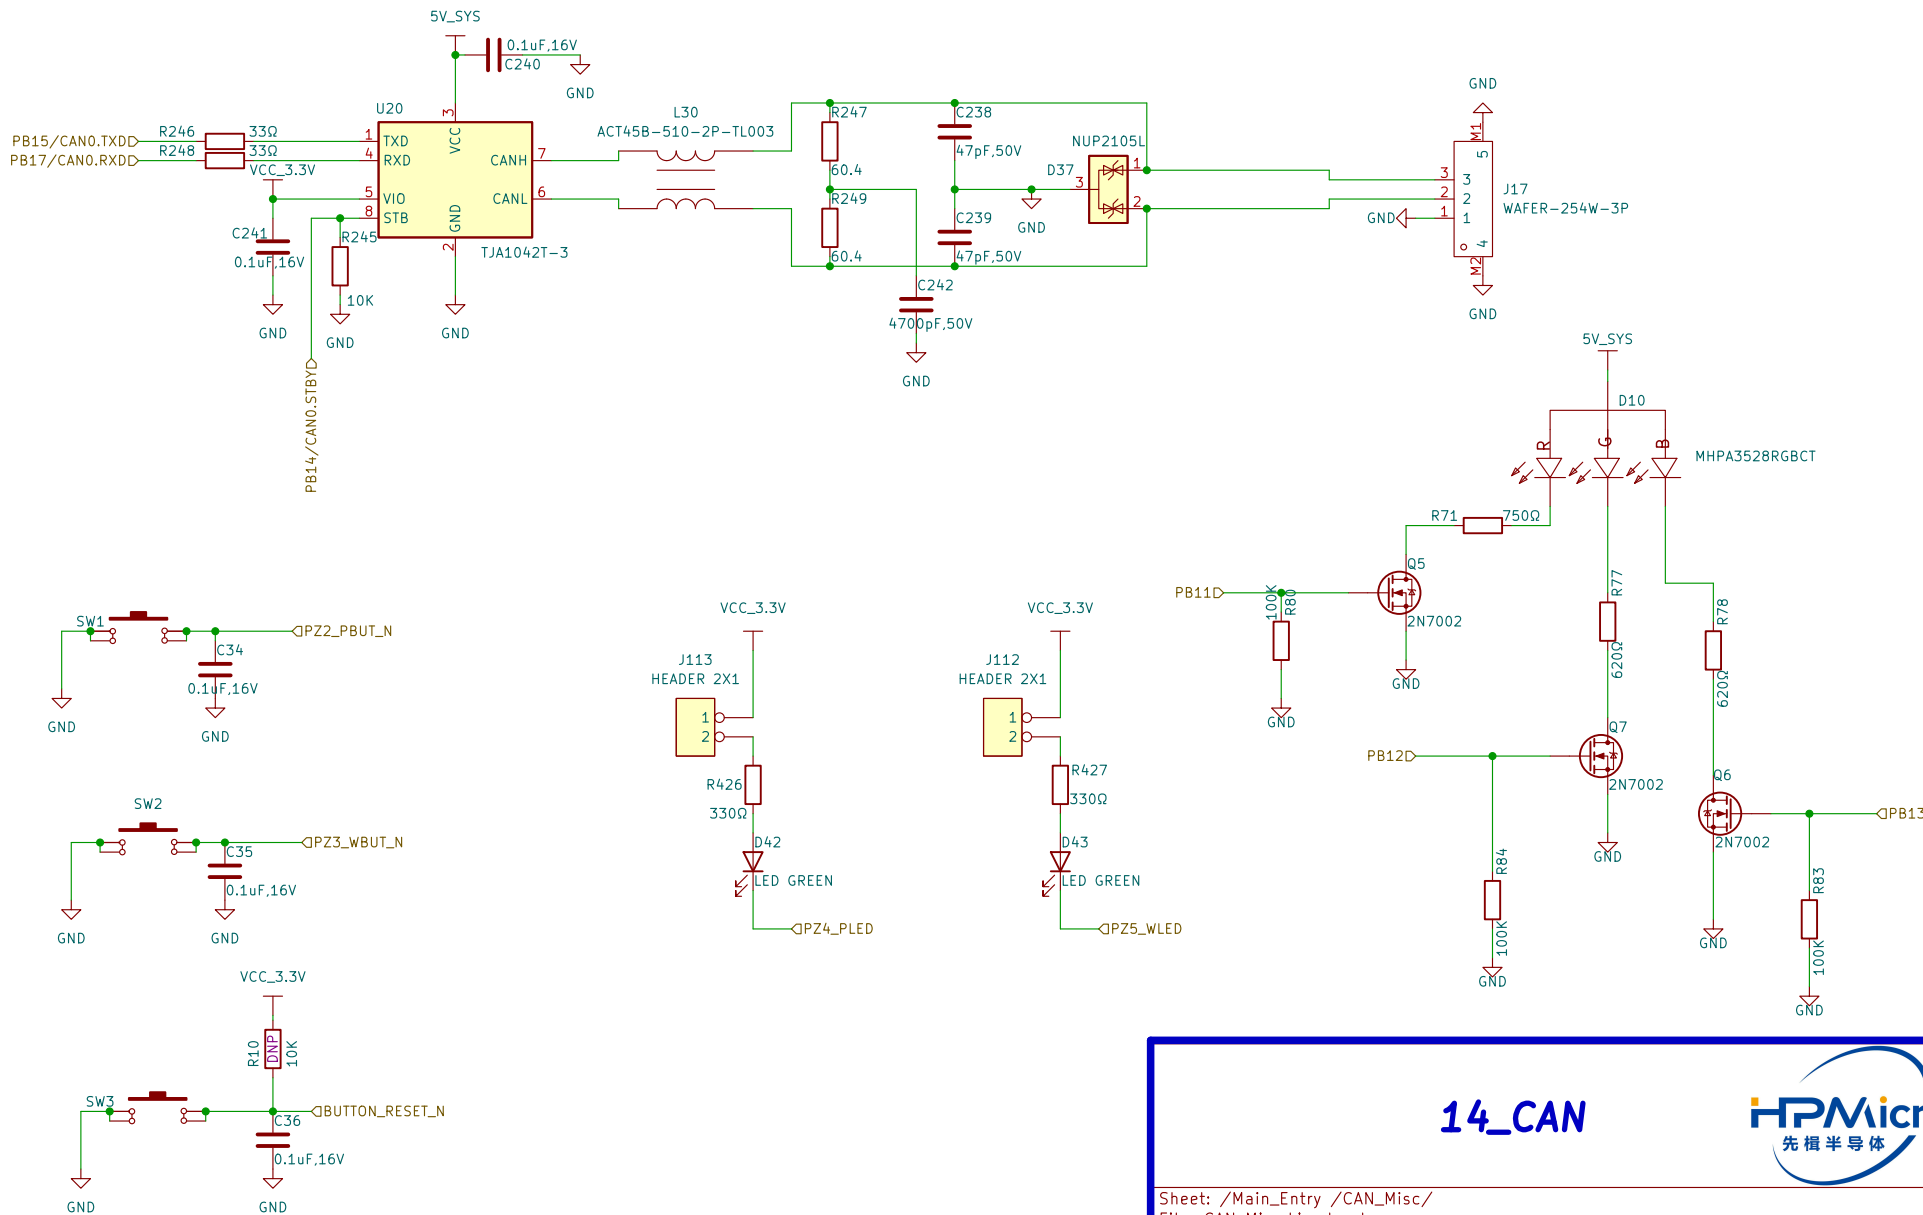 5V_SYS
0.1uF,16V
C240
GND
U20
R246 33Ω
R248 33Ω
PB15/CAN0.TXD
PB17/CAN0.RXD
VCC_3.3V
1 TXD
4 RXD
5 VIO
8 STB
3 VCC
2 GND
CANH 7
CANL 6
TJA1042T-3
C241
0.1uF,16V
GND
R245
10K
GND
GND
PB14/CAN0.STBY
L30
ACT45B-510-2P-TL003
R247
60.4
R249
60.4
C238
47pF,50V
C239
47pF,50V
C242
4700pF,50V
GND
GND
NUP2105L
D37
3
1
2
GND
M1
5
3 3
2 2
1 1
GND
4
M2
GND
J17
WAFER-254W-3P
5V_SYS
D10
R
G
B
MHPA3528RGBCT
R71 750Ω
Q5
2N7002
GND
PB11
100K
R80
GND
R77
620Ω
Q7
2N7002
GND
PB12
R84
100K
GND
R78
620Ω
Q6
2N7002
GND
PB13
R83
100K
GND
SW1
PZ2_PBUT_N
C34
0.1uF,16V
GND
GND
SW2
PZ3_WBUT_N
C35
0.1uF,16V
GND
GND
VCC_3.3V
R10
DNP
10K
SW3
BUTTON_RESET_N
C36
0.1uF,16V
GND
GND
VCC_3.3V
J113
HEADER 2X1
1
2
R426
330Ω
D42
LED GREEN
PZ4_PLED
VCC_3.3V
J112
HEADER 2X1
1
2
R427
330Ω
D43
LED GREEN
PZ5_WLED
14_CAN
HPMicr
先楫半导体
Sheet: /Main_Entry /CAN_Misc/